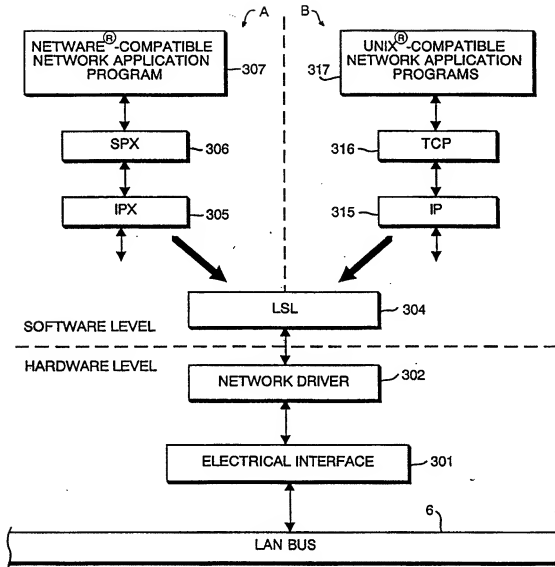 A
B
NETWARE®-COMPATIBLE
NETWORK APPLICATION
PROGRAM
307
UNIX®-COMPATIBLE
NETWORK APPLICATION
PROGRAMS
317
SPX
306
TCP
316
IPX
305
IP
315
LSL
304
SOFTWARE LEVEL
HARDWARE LEVEL
NETWORK DRIVER
302
ELECTRICAL INTERFACE
301
6
LAN BUS